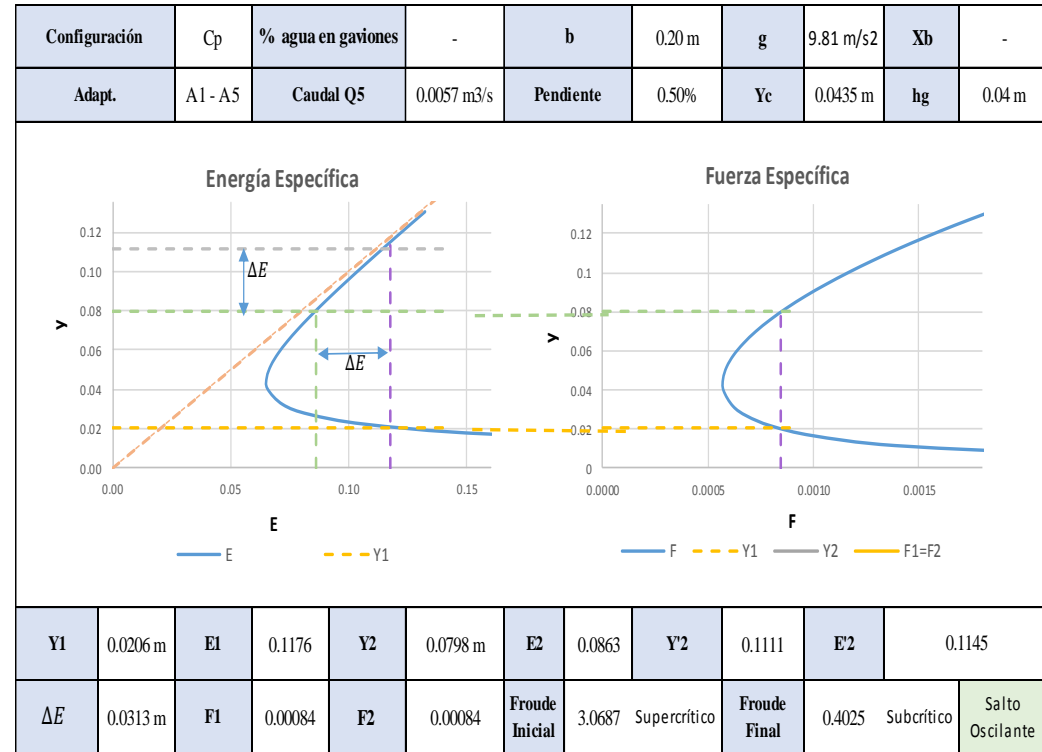 Configuración Cp % agua en gaviones - b 0.20 m g 9.81 m/s2 Xb -
Adapt. A1 - A5 Caudal Q5 0.0057 m3/s Pendiente 0.50% Yc 0.0435 m hg 0.04 m
Energía Específica
0.12
0.10
0.08
0.06
0.04
0.02
0.00
y
ΔE
ΔE
0.00 0.05 0.10 0.15
E
E Y1
Fuerza Específica
0.12
0.1
0.08
0.06
0.04
0.02
0
y
0.0000 0.0005 0.0010 0.0015
F
F Y1 Y2 F1=F2
Y1 0.0206 m E1 0.1176 Y2 0.0798 m E2 0.0863 Y'2 0.1111 E'2 0.1145
ΔE 0.0313 m F1 0.00084 F2 0.00084 Froude Inicial 3.0687 Supercrítico Froude Final 0.4025 Subcrítico Salto Oscilante